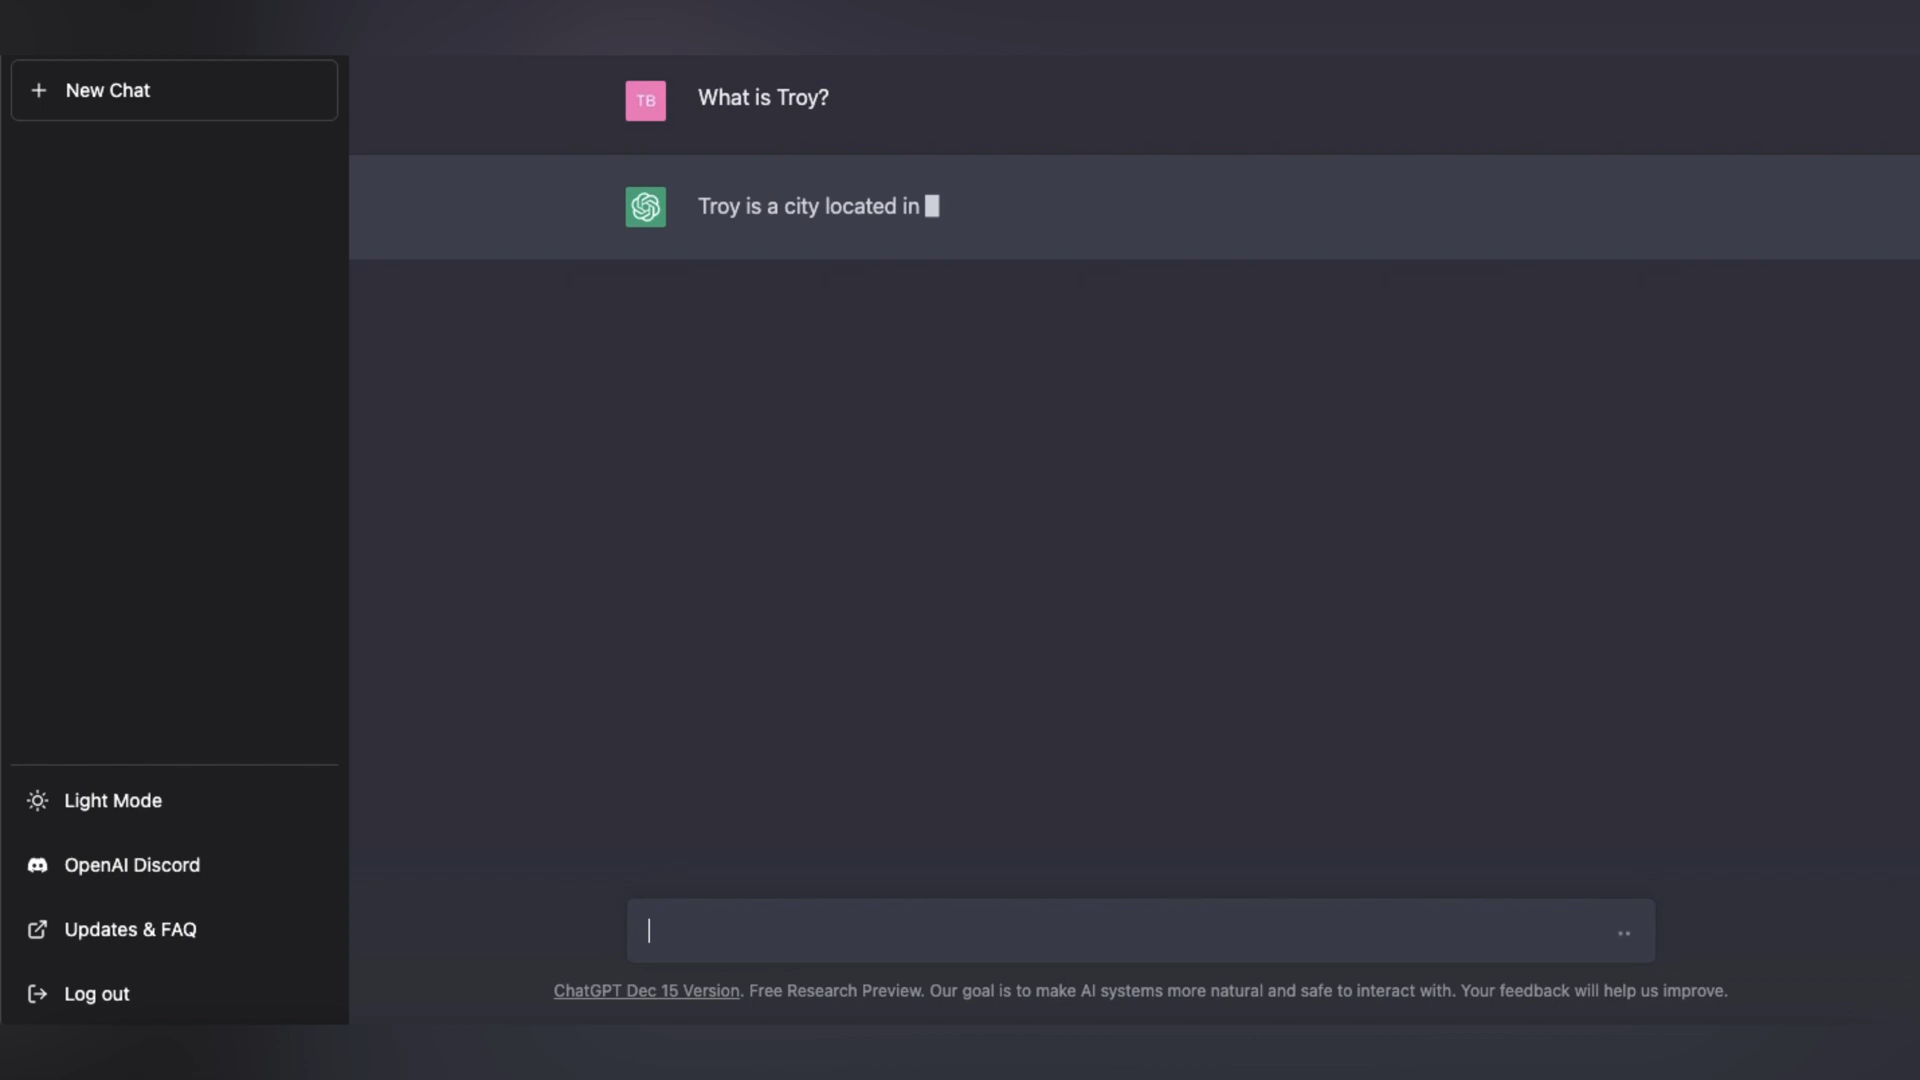 New Chat
TB
What is Troy?
Troy is a city located in
Light Mode
OpenAI Discord
Updates & FAQ
Log out
ChatGPT Dec 15 Version. Free Research Preview. Our goal is to make AI systems more natural and safe to interact with. Your feedback will help us improve.